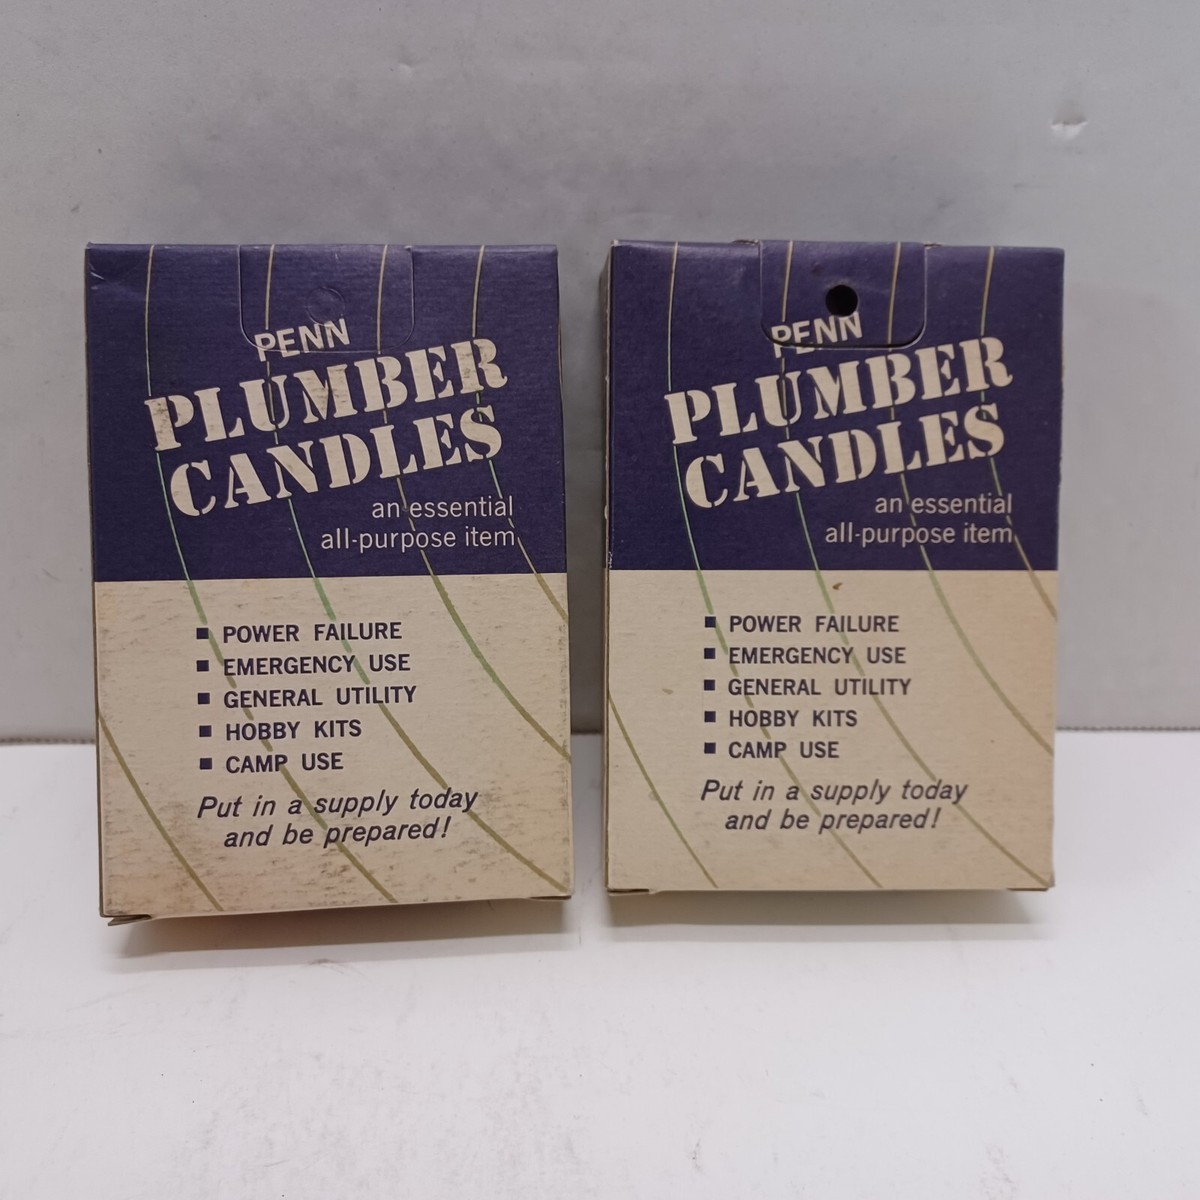 PENN
PLUMBER
CANDLES
an essential
all-purpose item
■ POWER FAILURE
■ EMERGENCY USE
■ GENERAL UTILITY
■ HOBBY KITS
■ CAMP USE
Put in a supply today
and be prepared!
PENN
PLUMBER
CANDLES
an essential
all-purpose item
■ POWER FAILURE
■ EMERGENCY USE
■ GENERAL UTILITY
■ HOBBY KITS
■ CAMP USE
Put in a supply today
and be prepared!